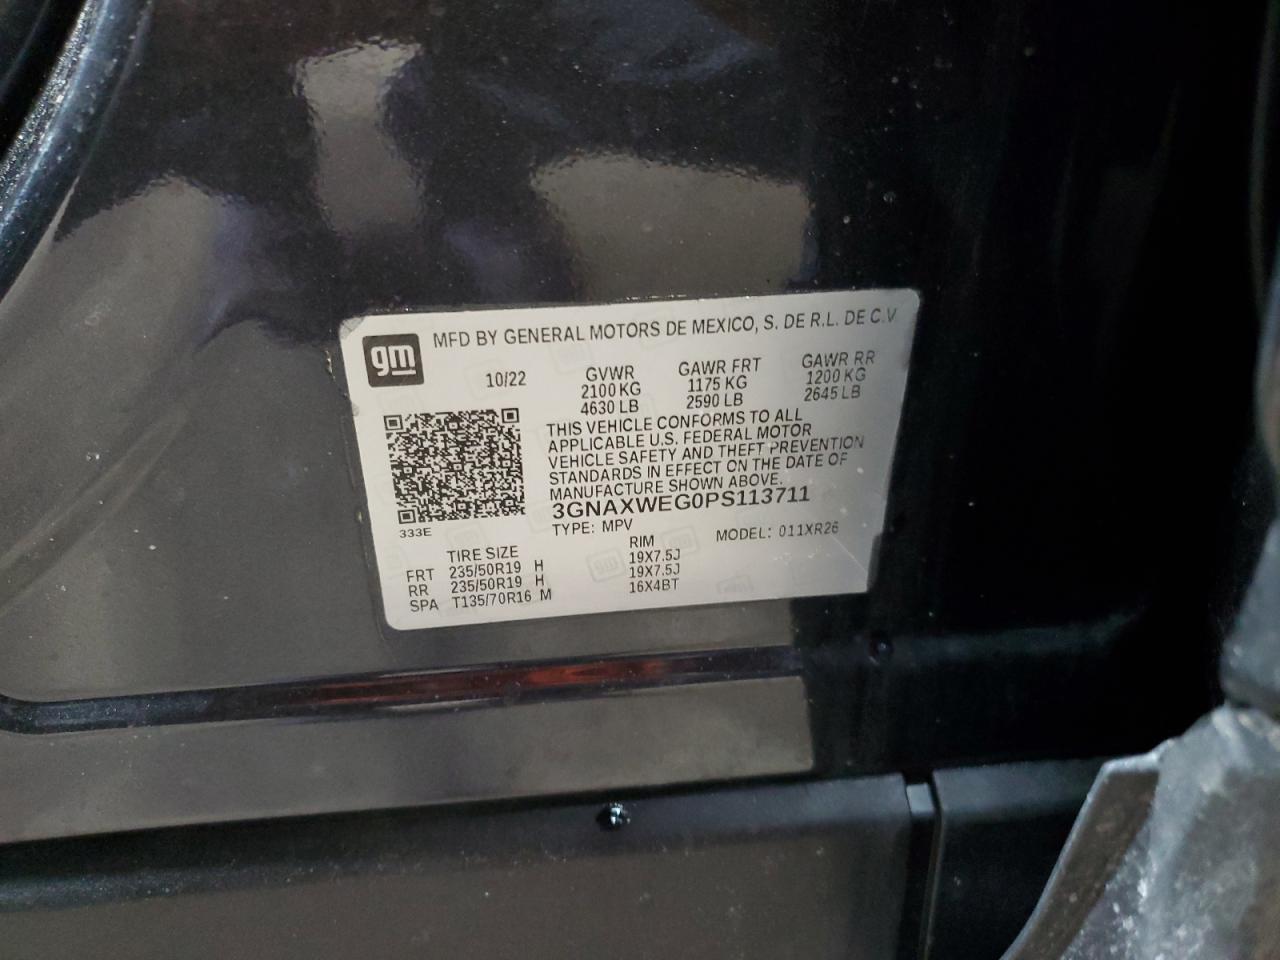 gm
MFD BY GENERAL MOTORS DE MEXICO, S. DE R.L. DE C.V
10/22 GVWR GAWR FRT GAWR RR
2100 KG 1175 KG 1200 KG
4630 LB 2590 LB 2645 LB
THIS VEHICLE CONFORMS TO ALL
APPLICABLE U.S. FEDERAL MOTOR
VEHICLE SAFETY AND THEFT PREVENTION
STANDARDS IN EFFECT ON THE DATE OF
MANUFACTURE SHOWN ABOVE.
3GNAXWEG0PS113711
333E
TYPE: MPV MODEL: 011XR26
TIRE SIZE RIM
FRT 235/50R19 H 19X7.5J
RR 235/50R19 H 19X7.5J
SPA T135/70R16 M 16X4BT